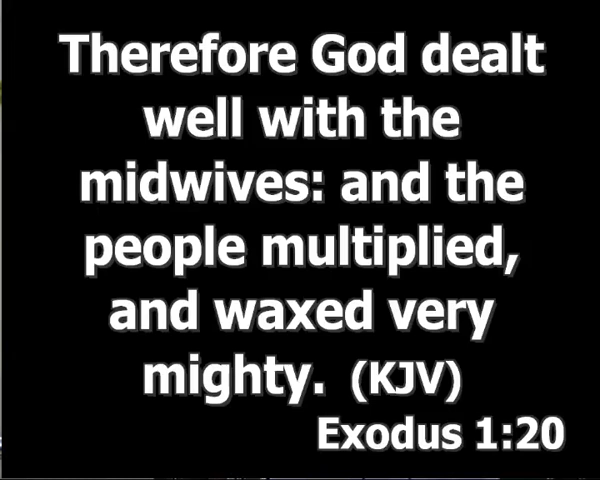 Therefore God dealt
well with the
midwives: and the
people multiplied,
and waxed very
mighty. (KJV)
Exodus 1:20